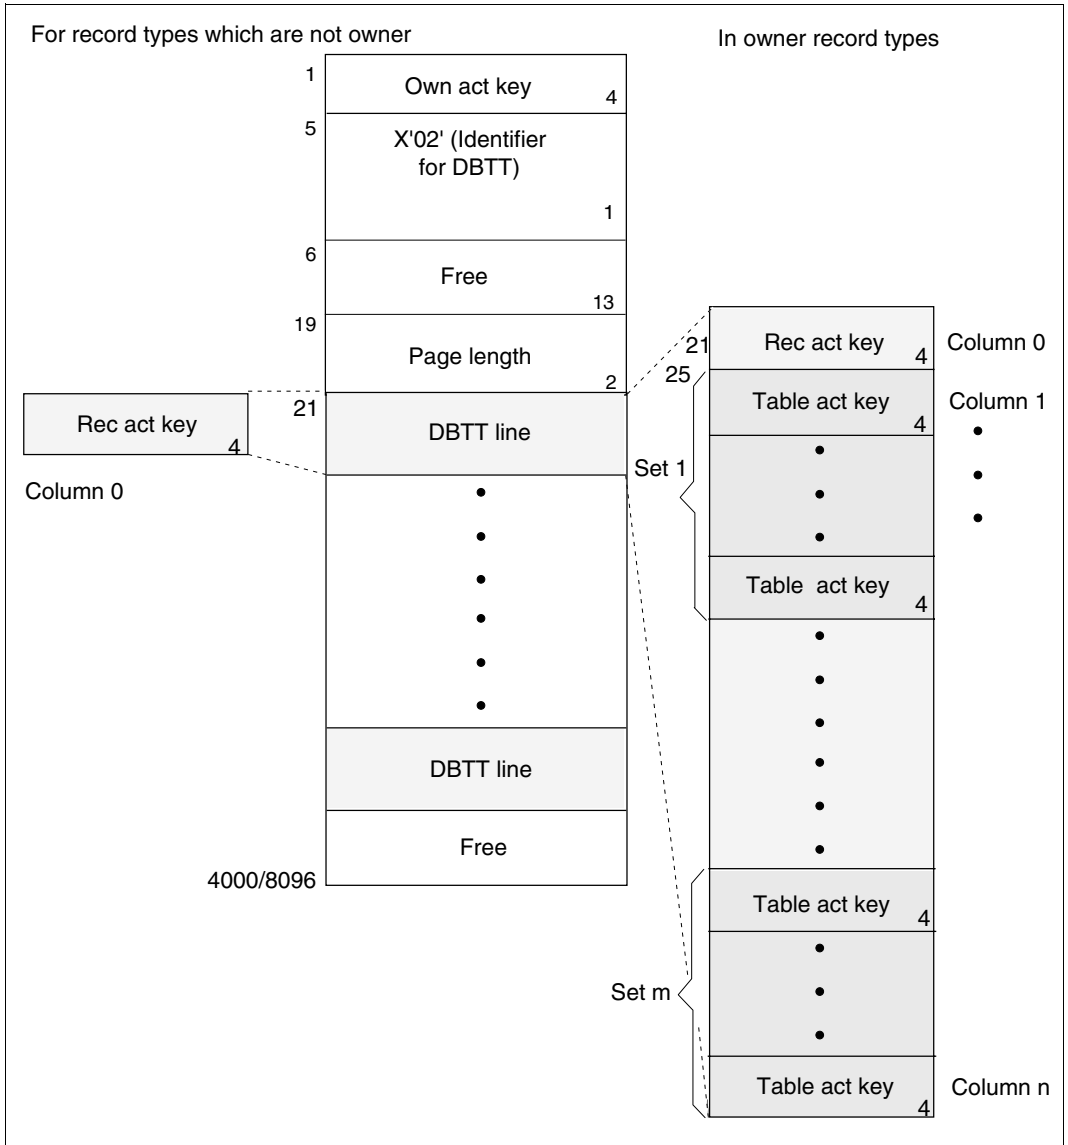 For record types which are not owner
In owner record types
1
Own act key
4
5
X'02' (Identifier
for DBTT)
1
6
Free
13
19
Page length
2
21
Rec act key
4
Column 0
21
DBTT line
Rec act key
4
Column 0
25
Table act key
4
Column 1
Set 1
Table act key
4
DBTT line
Free
4000/8096
Table act key
4
Set m
Table act key
4
Column n